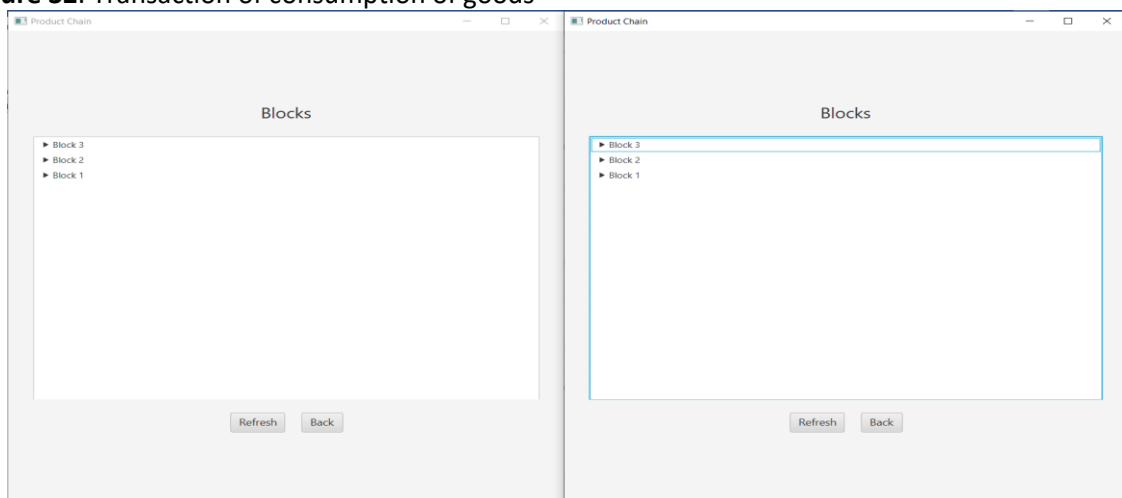 32. Transaction of consumption of goods
Product Chain
Blocks
Block 3
Block 2
Block 1
Refresh Back
Product Chain
Blocks
Block 3
Block 2
Block 1
Refresh Back